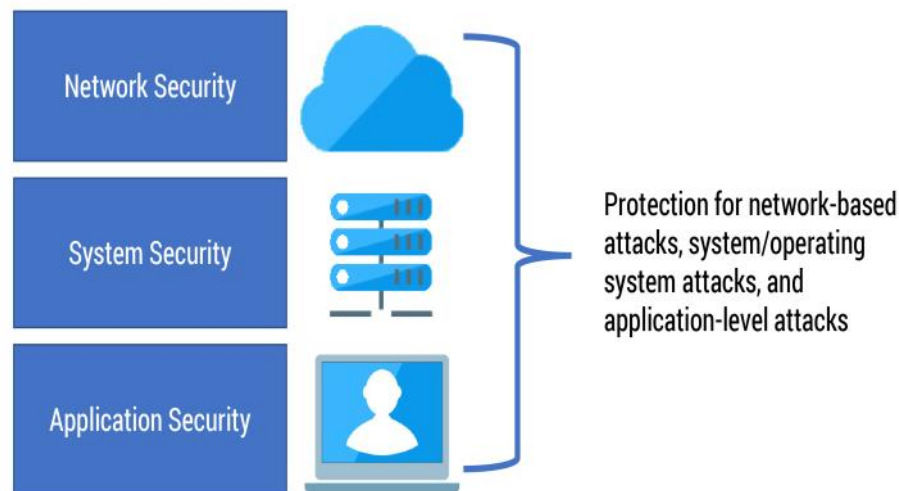 Network Security
System Security
Application Security
Protection for network-based
attacks, system/operating
system attacks, and
application-level attacks